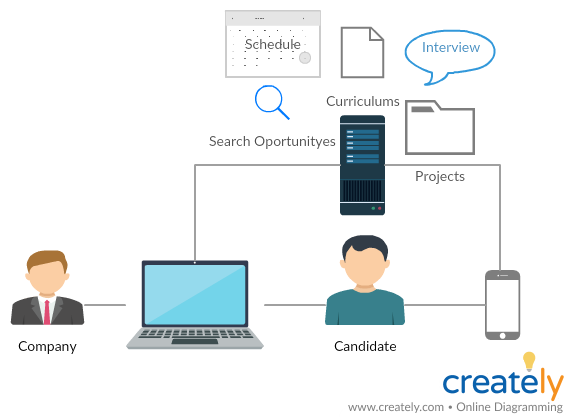 Schedule
Interview
Curriculums
Search Oportunityes
Projects
Company
Candidate
creately
www.creately.com • Online Diagramming